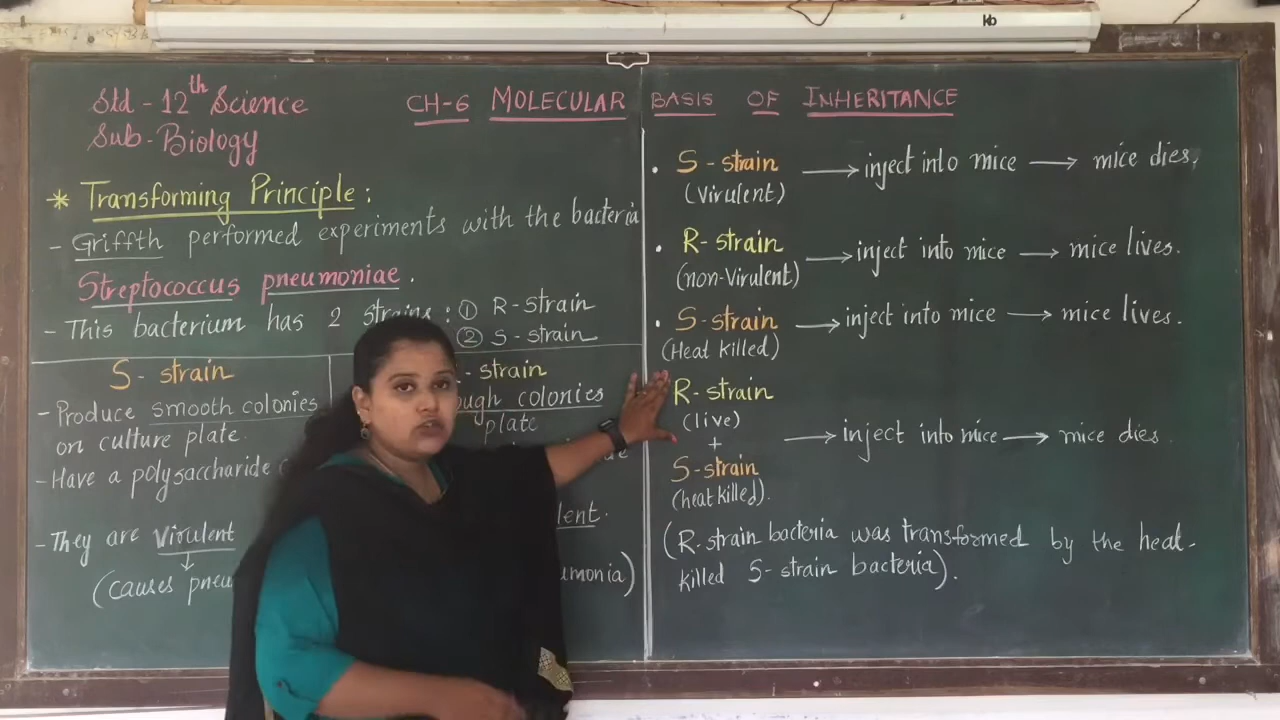 kb
Std - 12th Science
Sub - Biology
CH-6 MOLECULAR BASIS OF INHERITANCE
* Transforming Principle :
- Griffth performed experiments with the bacteria
Streptococcus pneumoniae .
- This bacterium has 2 strains : ① R - strain
② S - strain
S - strain
- Produce smooth colonies
on culture plate.
- Have a polysaccharide
- They are Virulent
↓
(causes
- strain
colonies
plate
. S - strain ⟶ inject into mice ⟶ mice dies.
(Virulent)
. R - strain ⟶ inject into mice ⟶ mice lives.
(non-Virulent)
. S - strain ⟶ inject into mice ⟶ mice lives.
(Heat killed)
R - strain
(live)
+ ⟶ inject into mice ⟶ mice dies
S - strain
(heat killed).
(R-strain bacteria was transformed by the heat-
killed S- strain bacteria).